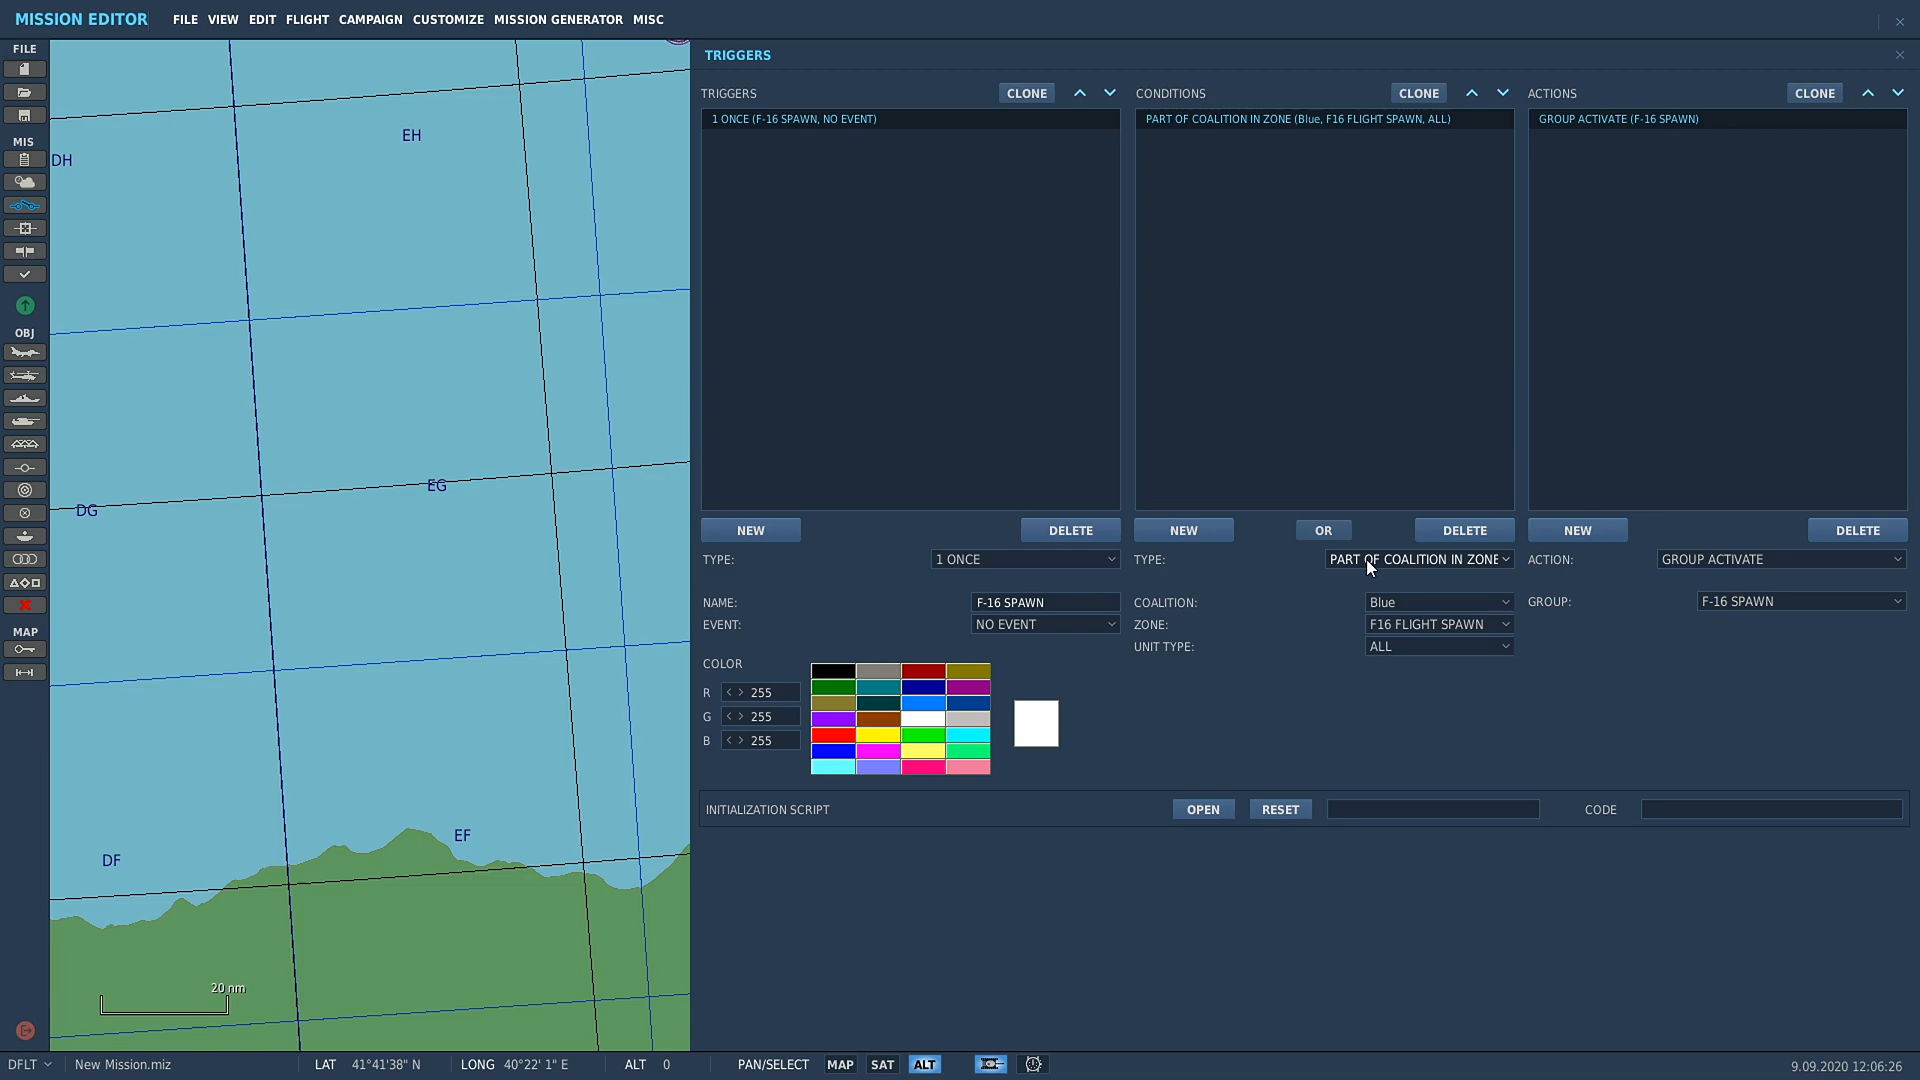 MISSION EDITOR
FILE VIEW EDIT FLIGHT CAMPAIGN CUSTOMIZE MISSION GENERATOR MISC
FILE
MIS
OBJ
MAP
DH
EH
DG
EG
DF
EF
20 nm
TRIGGERS
TRIGGERS CLONE
1 ONCE (F-16 SPAWN, NO EVENT)
NEW DELETE
TYPE: 1 ONCE
NAME: F-16 SPAWN
EVENT: NO EVENT
COLOR
R < > 255
G < > 255
B < > 255
CONDITIONS CLONE
PART OF COALITION IN ZONE (Blue, F16 FLIGHT SPAWN, ALL)
NEW OR DELETE
TYPE: PART OF COALITION IN ZONE
COALITION: Blue
ZONE: F16 FLIGHT SPAWN
UNIT TYPE: ALL
ACTIONS CLONE
GROUP ACTIVATE (F-16 SPAWN)
NEW DELETE
ACTION: GROUP ACTIVATE
GROUP: F-16 SPAWN
INITIALIZATION SCRIPT OPEN RESET CODE
DFLT New Mission.miz LAT 41°41'38" N LONG 40°22' 1" E ALT 0 PAN/SELECT MAP SAT ALT 9.09.2020 12:06:26